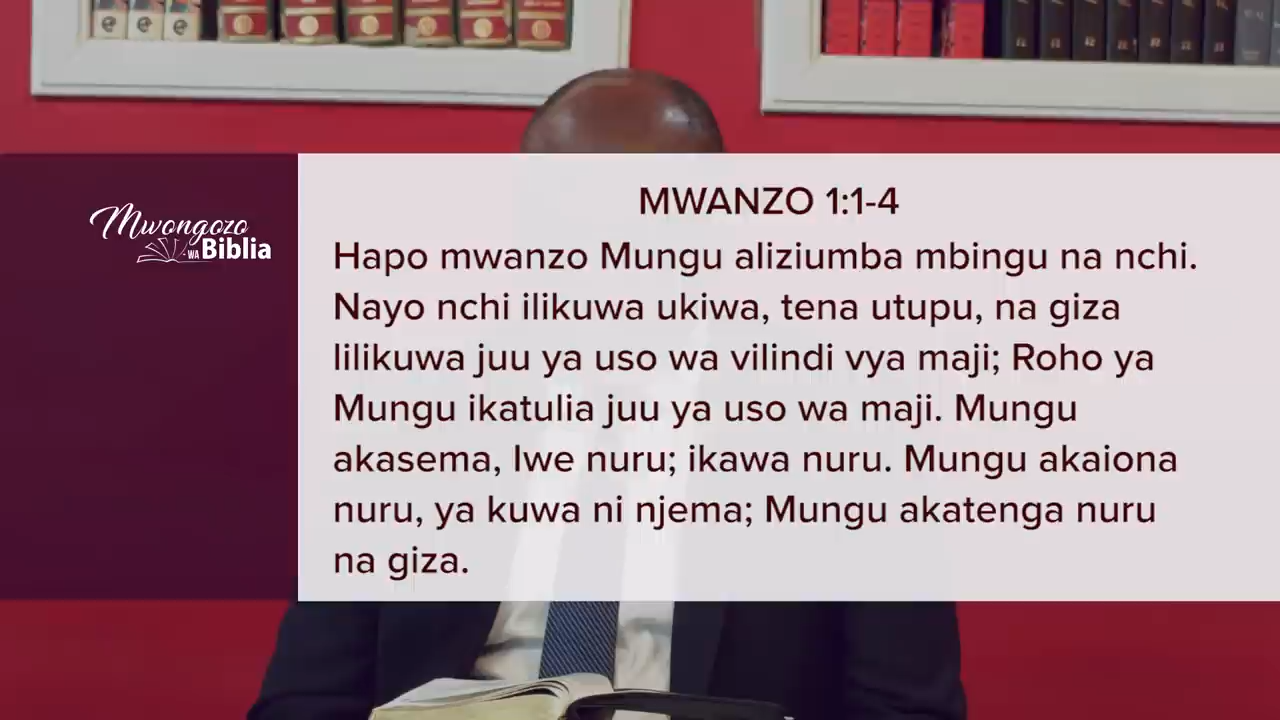 Mwongozo
WA Biblia
MWANZO 1:1-4
Hapo mwanzo Mungu aliziumba mbingu na nchi.
Nayo nchi ilikuwa ukiwa, tena utupu, na giza
lilikuwa juu ya uso wa vilindi vya maji; Roho ya
Mungu ikatulia juu ya uso wa maji. Mungu
akasema, Iwe nuru; ikawa nuru. Mungu akaiona
nuru, ya kuwa ni njema; Mungu akatenga nuru
na giza.